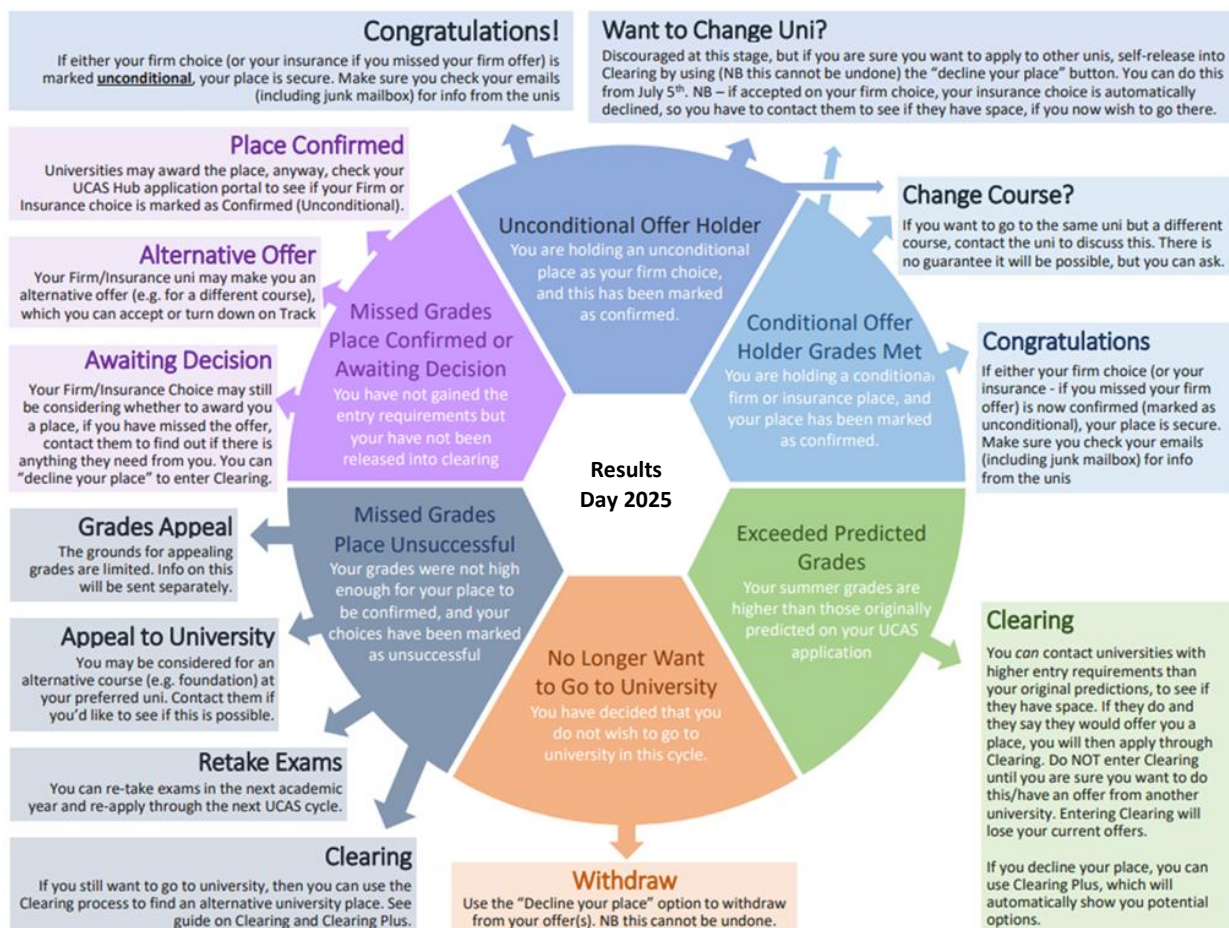 Congratulations!
If either your firm choice (or your insurance if you missed your firm offer) is
marked unconditional, your place is secure. Make sure you check your emails
(including junk mailbox) for info from the unis
Want to Change Uni?
Discouraged at this stage, but if you are sure you want to apply to other unis, self-release into
Clearing by using (NB this cannot be undone) the “decline your place” button. You can do this
from July 5th. NB – if accepted on your firm choice, your insurance choice is automatically
declined, so you have to contact them to see if they have space, if you now wish to go there.
Place Confirmed
Universities may award the place, anyway, check your
UCAS Hub application portal to see if your Firm or
Insurance choice is marked as Confirmed (Unconditional).
Change Course?
If you want to go to the same uni but a different
course, contact the uni to discuss this. There is
no guarantee it will be possible, but you can ask.
Alternative Offer
Your Firm/Insurance uni may make you an
alternative offer (e.g. for a different course),
which you can accept or turn down on Track
Awaiting Decision
Your Firm/Insurance Choice may still
be considering whether to award you
a place, if you have missed the offer,
contact them to find out if there is
anything they need from you. You can
“decline your place” to enter Clearing.
Unconditional Offer Holder
You are holding an unconditional
place as your firm choice,
and this has been marked
as confirmed.
Missed Grades
Place Confirmed or
Awaiting Decision
You have not gained the
entry requirements but
your have not been
released into clearing
Conditional Offer
Holder Grades Met
You are holding a conditional
firm or insurance place, and
your place has been marked
as confirmed.
Congratulations
If either your firm choice (or your
insurance - if you missed your firm
offer) is now confirmed (marked as
unconditional), your place is secure.
Make sure you check your emails
(including junk mailbox) for info
from the unis
Results
Day 2025
Grades Appeal
The grounds for appealing
grades are limited. Info on this
will be sent separately.
Missed Grades
Place Unsuccessful
Your grades were not high
enough for your place to
be confirmed, and your
choices have been marked
as unsuccessful
Exceeded Predicted
Grades
Your summer grades are
higher than those originally
predicted on your UCAS
application
Appeal to University
You may be considered for an
alternative course (e.g. foundation) at
your preferred uni. Contact them if
you’d like to see if this is possible.
No Longer Want
to Go to University
You have decided that you
do not wish to go to
university in this cycle.
Clearing
You can contact universities with
higher entry requirements than
your original predictions, to see if
they have space. If they do and
they say they would offer you a
place, you will then apply through
Clearing. Do NOT enter Clearing
until you are sure you want to do
this/have an offer from another
university. Entering Clearing will
lose your current offers.
If you decline your place, you can
use Clearing Plus, which will
automatically show you potential
options.
Retake Exams
You can re-take exams in the next academic
year and re-apply through the next UCAS cycle.
Clearing
If you still want to go to university, then you can use the
Clearing process to find an alternative university place. See
guide on Clearing and Clearing Plus.
Withdraw
Use the “Decline your place” option to withdraw
from your offer(s). NB this cannot be undone.